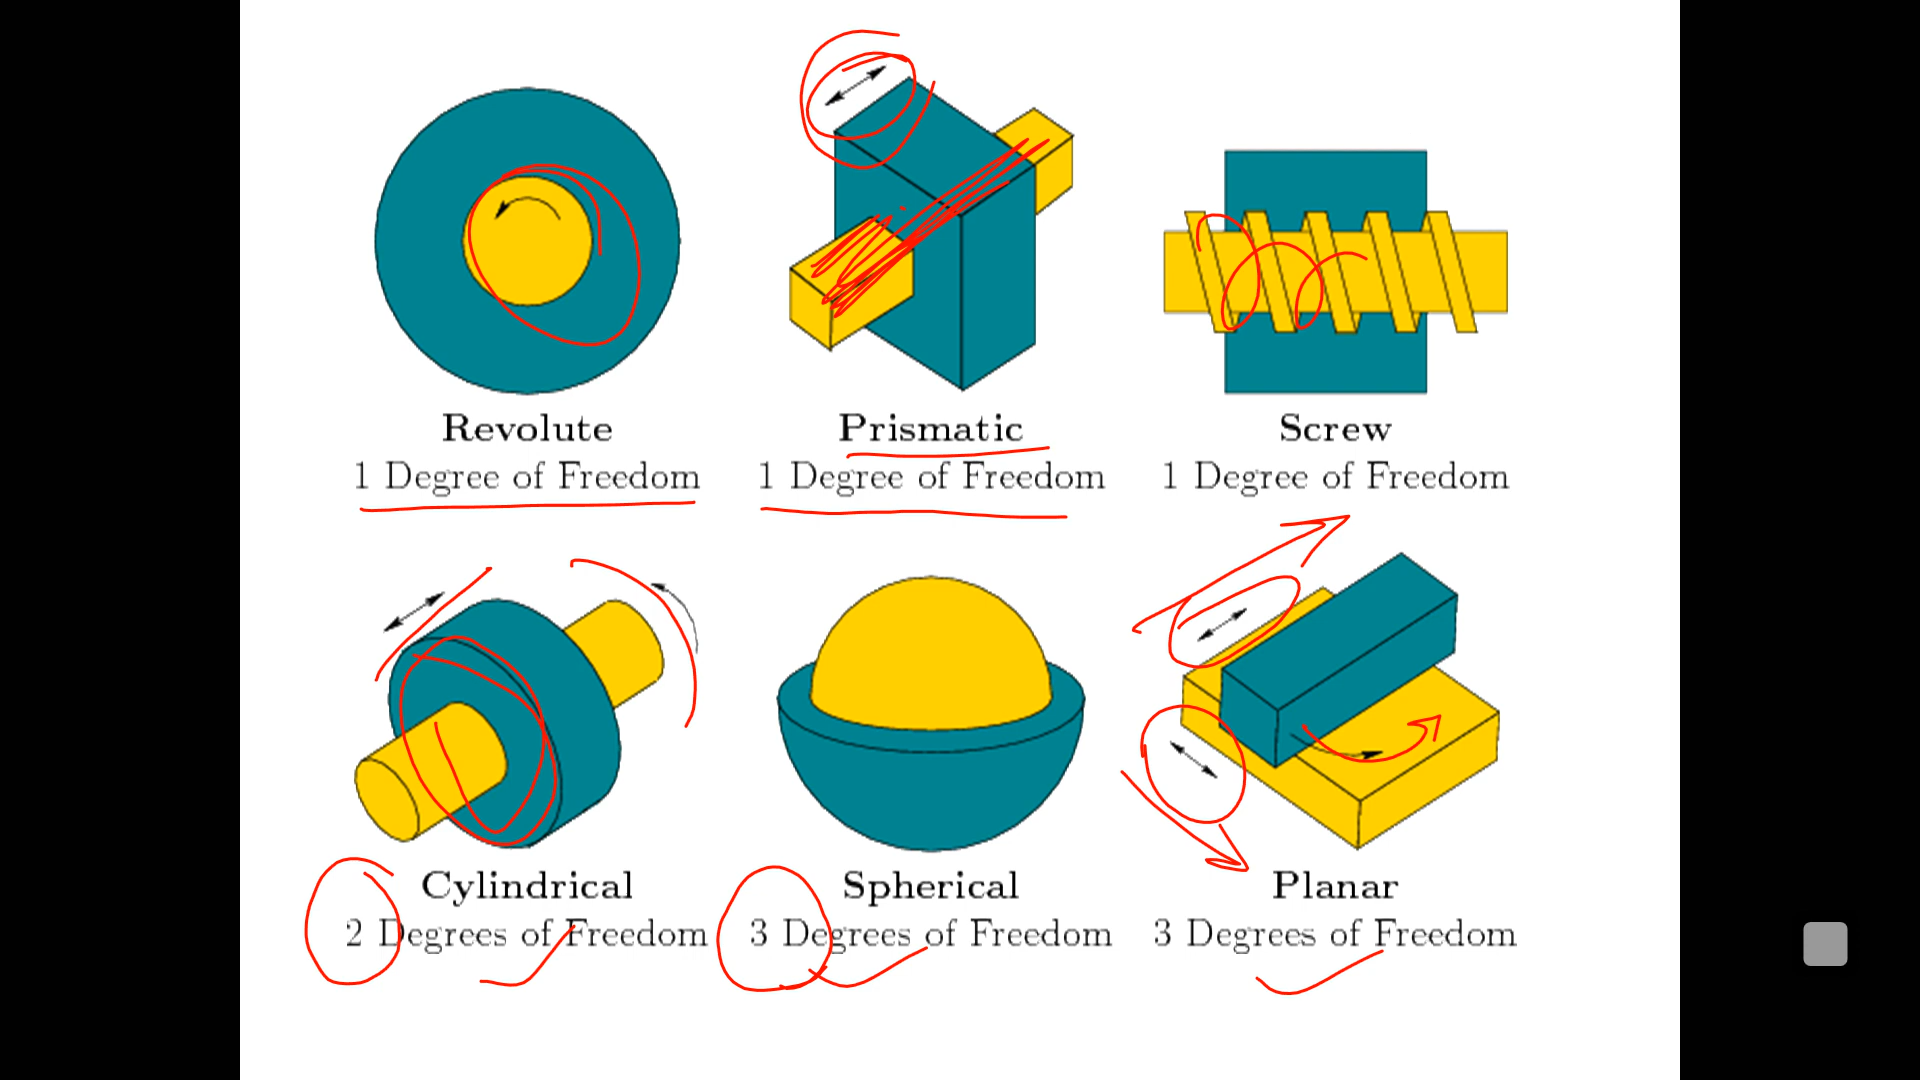 Revolute
1 Degree of Freedom
Prismatic
1 Degree of Freedom
Screw
1 Degree of Freedom
Cylindrical
2 Degrees of Freedom
Spherical
3 Degrees of Freedom
Planar
3 Degrees of Freedom